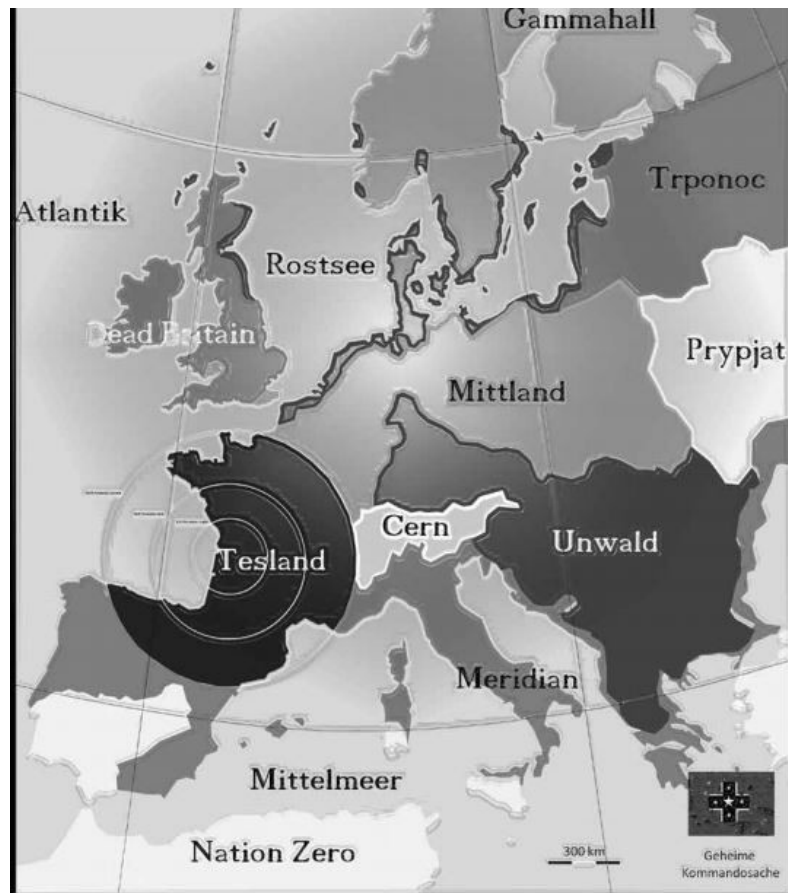 Gammahall
Trponoc
Atlantik
Rostsee
Dead Britain
Prypjat
Mittland
Cern
Unwald
Tesland
Meridian
Mittelmeer
Nation Zero
300 km
Geheime
Kommandosache